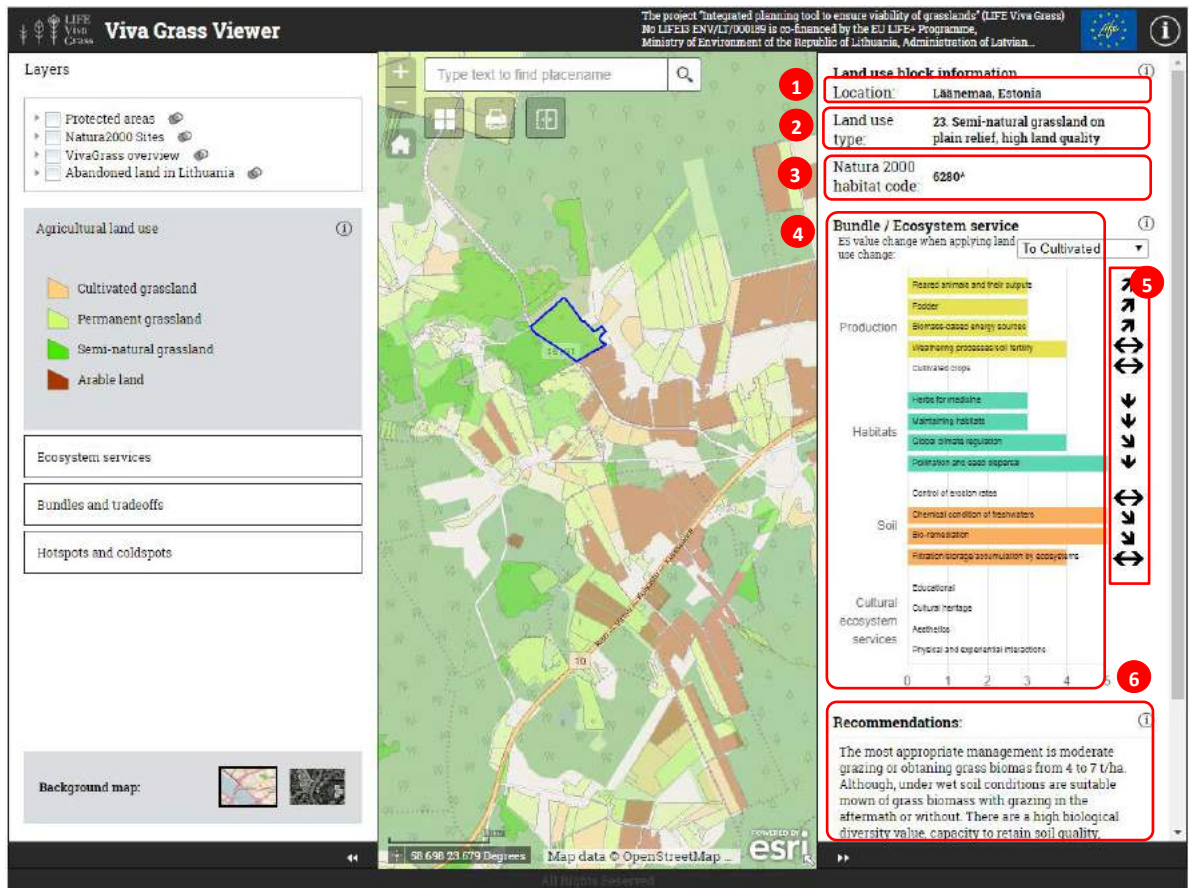 LIFE
Viva
Grass
Viva Grass Viewer
The project "Integrated planning tool to ensure viability of grasslands" (LIFE Viva Grass)
No LIFE13 ENV/LT/000189 is co-financed by the EU LIFE+ Programme,
Ministry of Environment of the Republic of Lithuania, Administration of Latvian...
Layers
Protected areas
Natura2000 Sites
VivaGrass overview
Abandoned land in Lithuania
Agricultural land use
Cultivated grassland
Permanent grassland
Semi-natural grassland
Arable land
Ecosystem services
Bundles and tradeoffs
Hotspots and coldspots
Background map:
Type text to find placename
10
58.698 23.679 Degrees
Map data © OpenStreetMap ...
POWERED BY
esri
All Rights Reserved
Land use block information
1
Location: Läänemaa, Estonia
2
Land use type: 23. Semi-natural grassland on
plain relief, high land quality
3
Natura 2000
habitat code: 6280*
4
Bundle / Ecosystem service
ES value change when applying land
use change:
To Cultivated
5
Production
Reared animals and their outputs
Fodder
Biomass-based energy sources
Weathering processes/soil fertility
Cultivated crops
Habitats
Herbs for medicine
Maintaining habitats
Global climate regulation
Pollination and seed dispersal
Soil
Control of erosion rates
Chemical condition of freshwaters
Bio-remediation
Filtration/storage/accumulation by ecosystems
Cultural
ecosystem
services
Educational
Cultural heritage
Aesthetics
Physical and experiential interactions
0 1 2 3 4 5
6
Recommendations:
The most appropriate management is moderate
grazing or obtaning grass biomas from 4 to 7 t/ha.
Although, under wet soil conditions are suitable
mown of grass biomass with grazing in the
aftermath or without. There are a high biological
diversity value, capacity to retain soil quality,